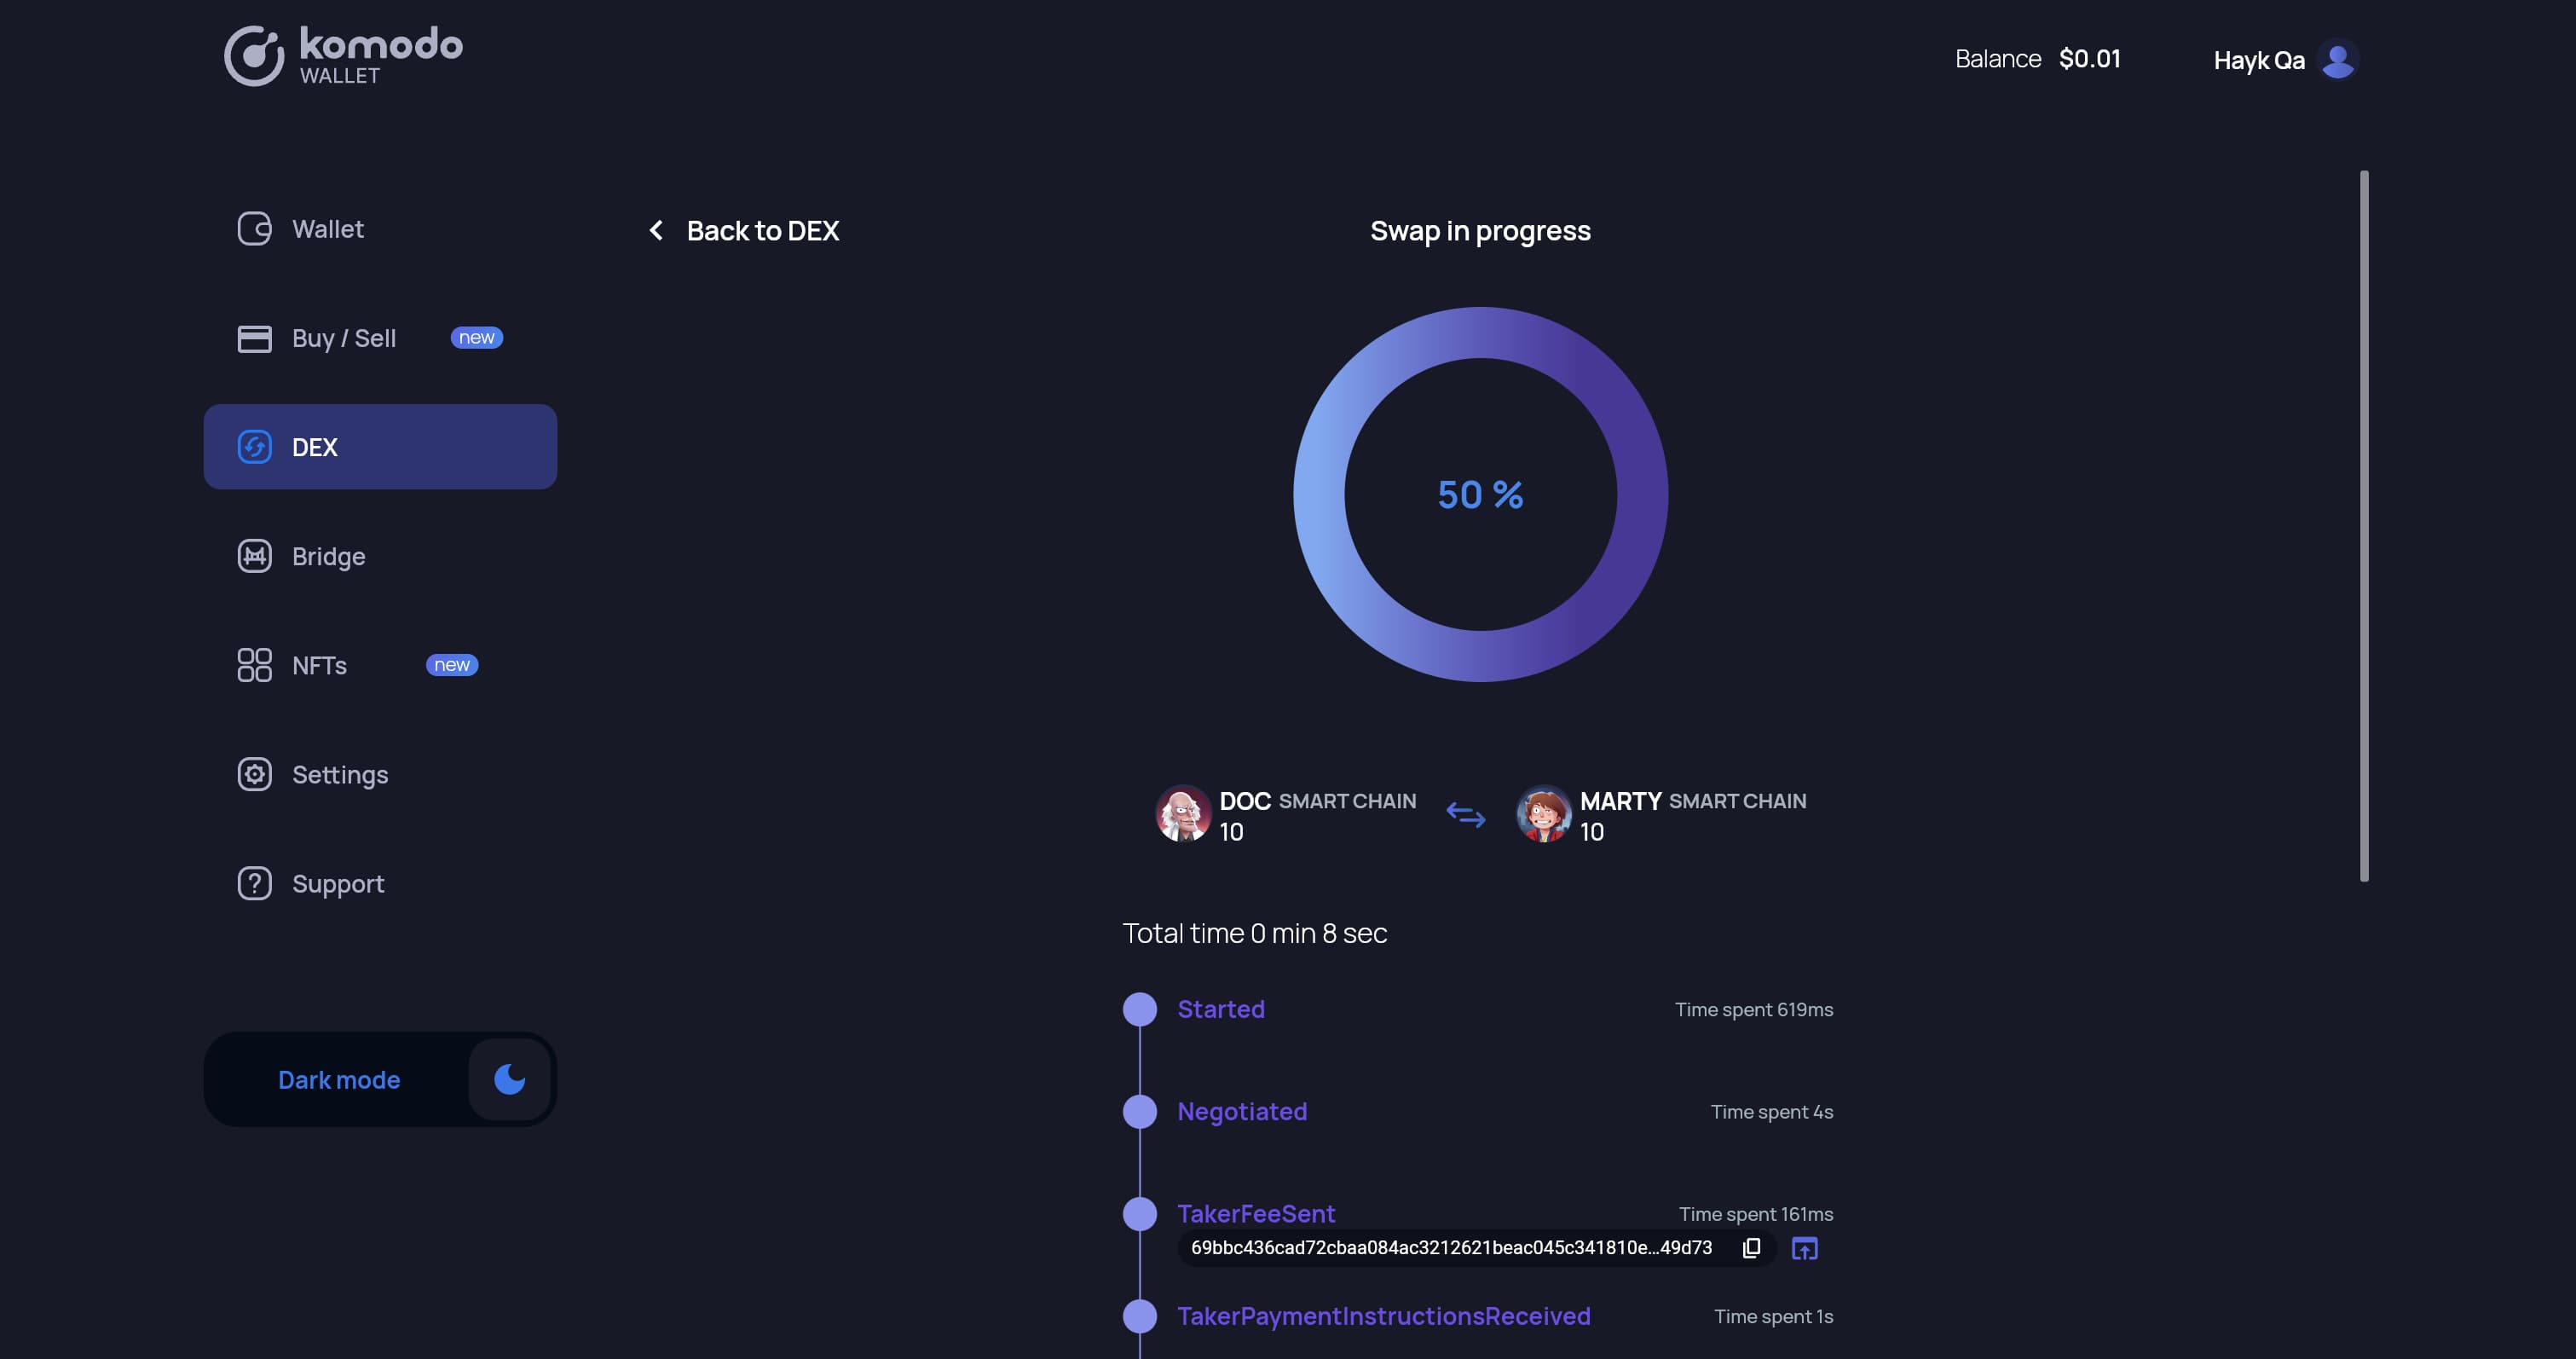 komodo
WALLET
Balance $0.01
Hayk Qa
Wallet
Buy / Sell new
DEX
Bridge
NFTs new
Settings
Support
Dark mode
Back to DEX
Swap in progress
50 %
DOC SMART CHAIN
10
MARTY SMART CHAIN
10
Total time 0 min 8 sec
Started Time spent 619ms
Negotiated Time spent 4s
TakerFeeSent Time spent 161ms
69bbc436cad72cbaa084ac3212621beac045c341810e...49d73
TakerPaymentInstructionsReceived Time spent 1s